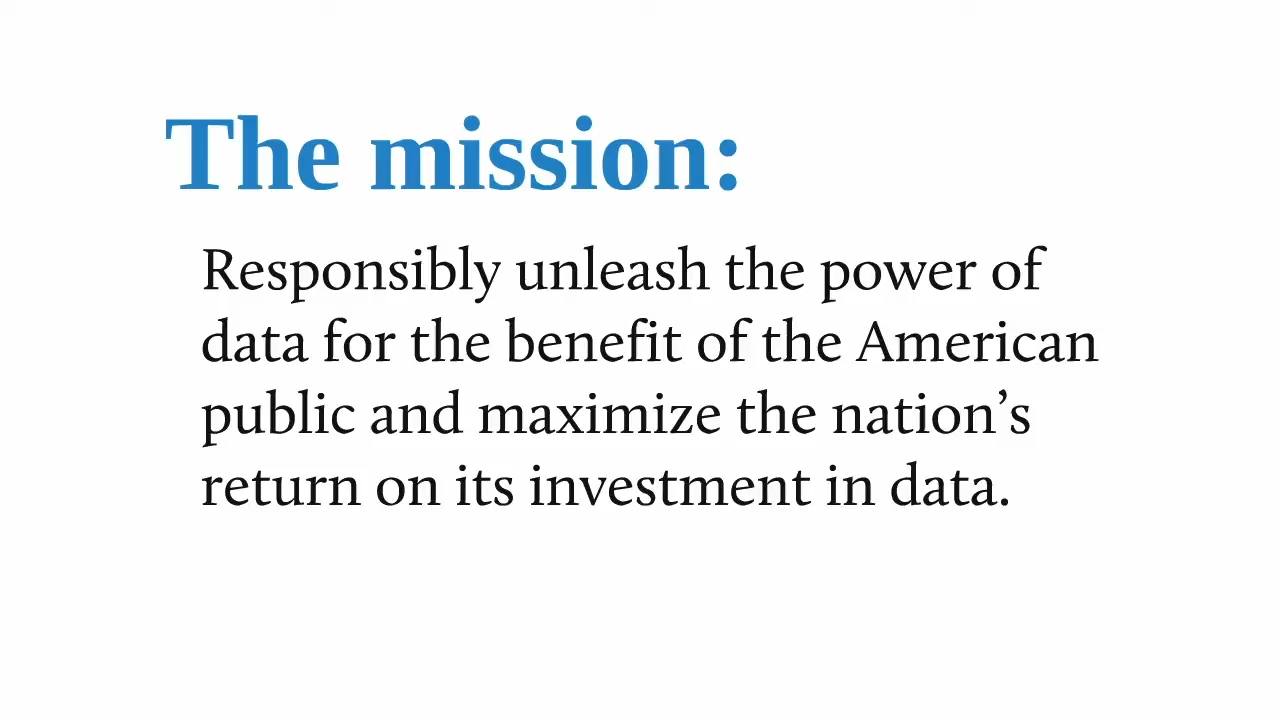 The mission:
Responsibly unleash the power of
data for the benefit of the American
public and maximize the nation’s
return on its investment in data.